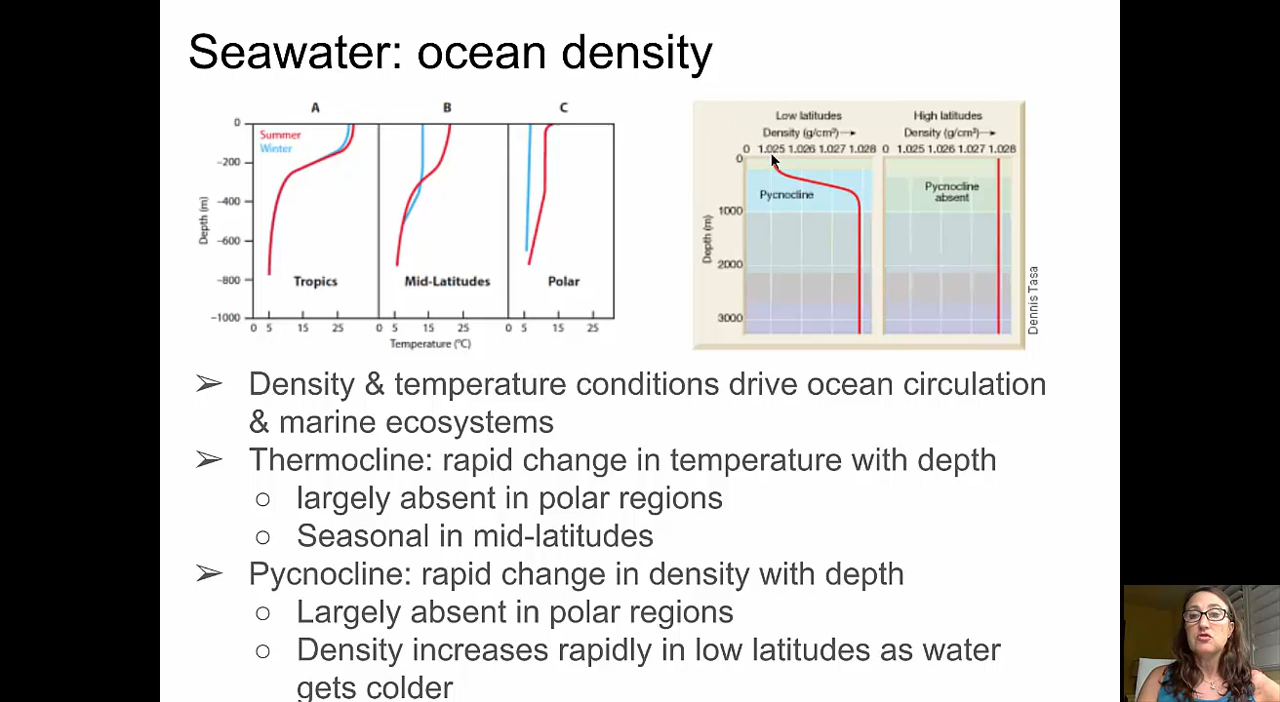 Seawater: ocean density
A B C
0
-200
-400
-600
-800
-1000
Depth (m)
Summer
Winter
Tropics Mid-Latitudes Polar
0 5 15 25 0 5 15 25 0 5 15 25
Temperature (°C)
Low latitudes High latitudes
Density (g/cm³) Density (g/cm³)
0 1.025 1.026 1.027 1.028 0 1.025 1.026 1.027 1.028
0
Pycnocline
Pycnocline
absent
1000
2000
3000
Depth (m)
Dennis Tasa
➢ Density & temperature conditions drive ocean circulation
& marine ecosystems
➢ Thermocline: rapid change in temperature with depth
○ largely absent in polar regions
○ Seasonal in mid-latitudes
➢ Pycnocline: rapid change in density with depth
○ Largely absent in polar regions
○ Density increases rapidly in low latitudes as water
gets colder